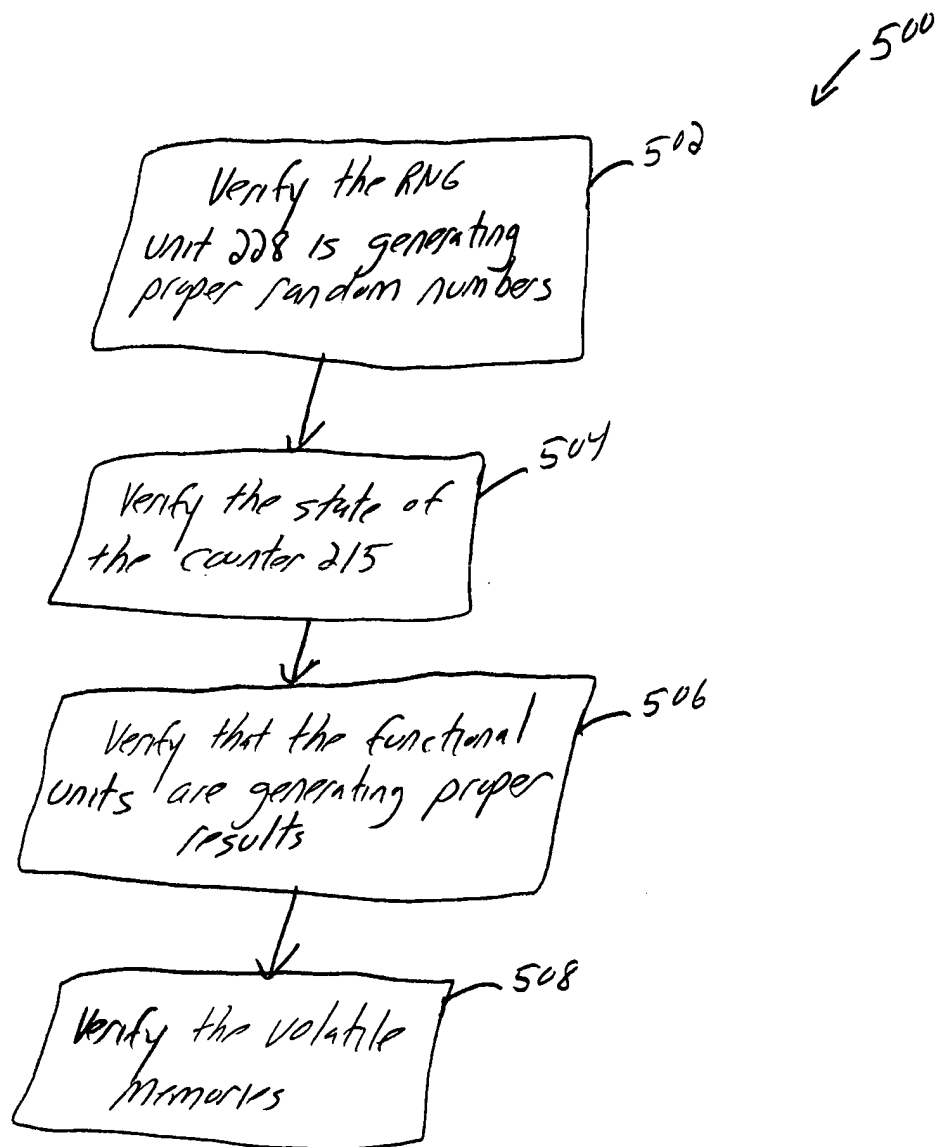 500
502
Verify the RNG
unit 228 is generating
proper random numbers
504
Verify the state of
the counter 215
506
Verify that the functional
units are generating proper
results
508
Verify the volatile
memories